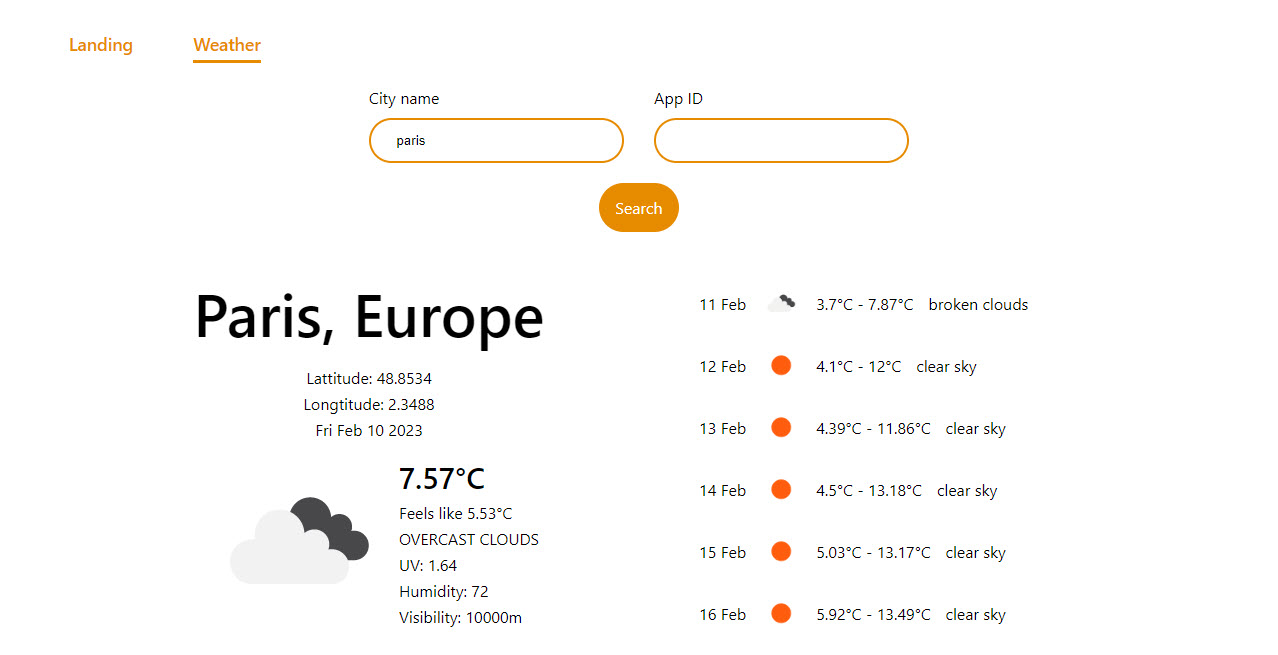 Landing Weather
City name App ID
paris
Search
Paris, Europe
Lattitude: 48.8534
Longtitude: 2.3488
Fri Feb 10 2023
7.57°C
Feels like 5.53°C
OVERCAST CLOUDS
UV: 1.64
Humidity: 72
Visibility: 10000m
11 Feb 3.7°C - 7.87°C broken clouds
12 Feb 4.1°C - 12°C clear sky
13 Feb 4.39°C - 11.86°C clear sky
14 Feb 4.5°C - 13.18°C clear sky
15 Feb 5.03°C - 13.17°C clear sky
16 Feb 5.92°C - 13.49°C clear sky